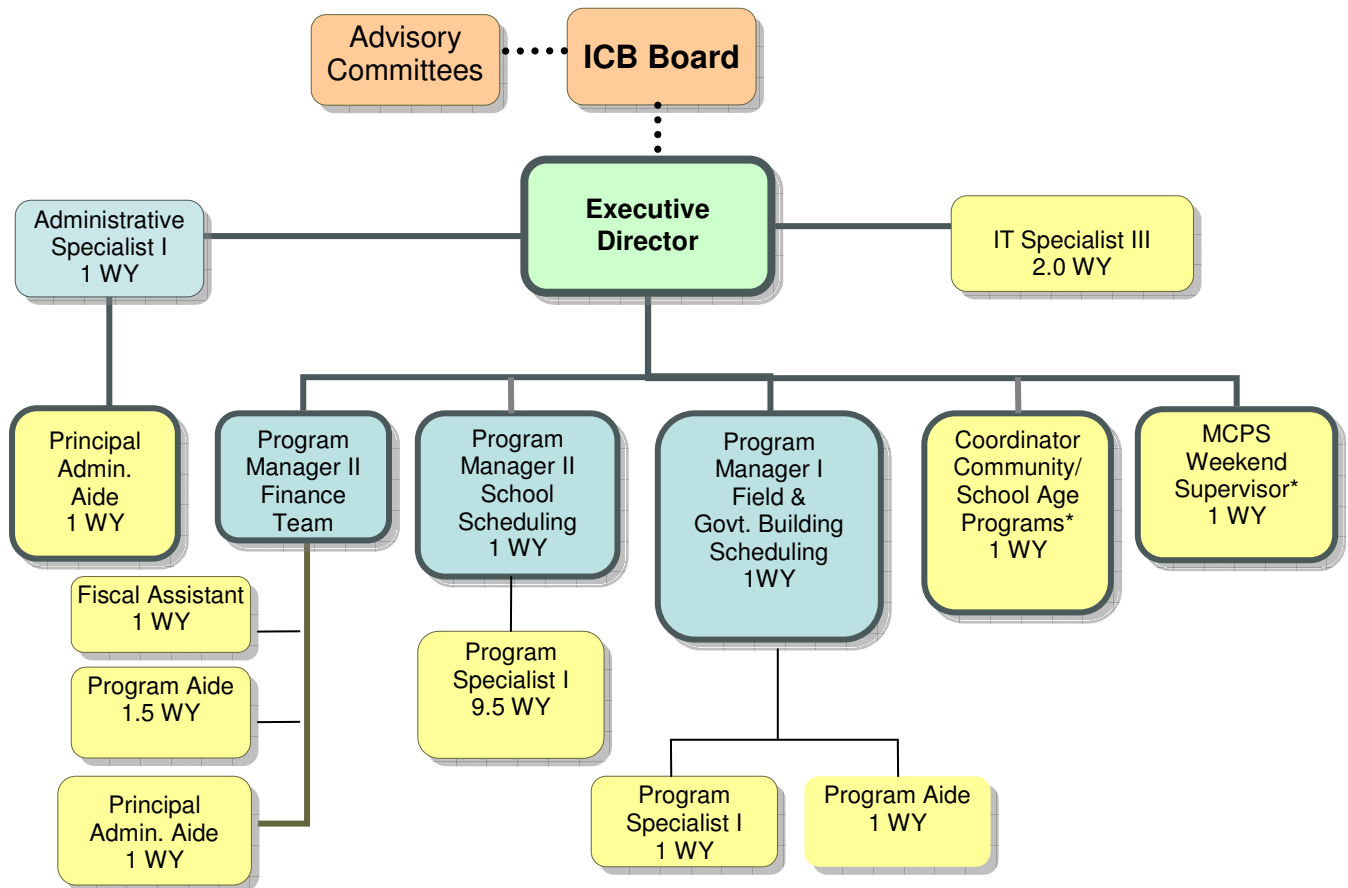 Advisory
Committees
ICB Board
Executive
Director
Administrative
Specialist I
1 WY
IT Specialist III
2.0 WY
Principal
Admin.
Aide
1 WY
Program
Manager II
Finance
Team
Program
Manager II
School
Scheduling
1 WY
Program
Manager I
Field &
Govt. Building
Scheduling
1WY
Coordinator
Community/
School Age
Programs*
1 WY
MCPS
Weekend
Supervisor*
1 WY
Fiscal Assistant
1 WY
Program Aide
1.5 WY
Principal
Admin. Aide
1 WY
Program
Specialist I
9.5 WY
Program
Specialist I
1 WY
Program Aide
1 WY